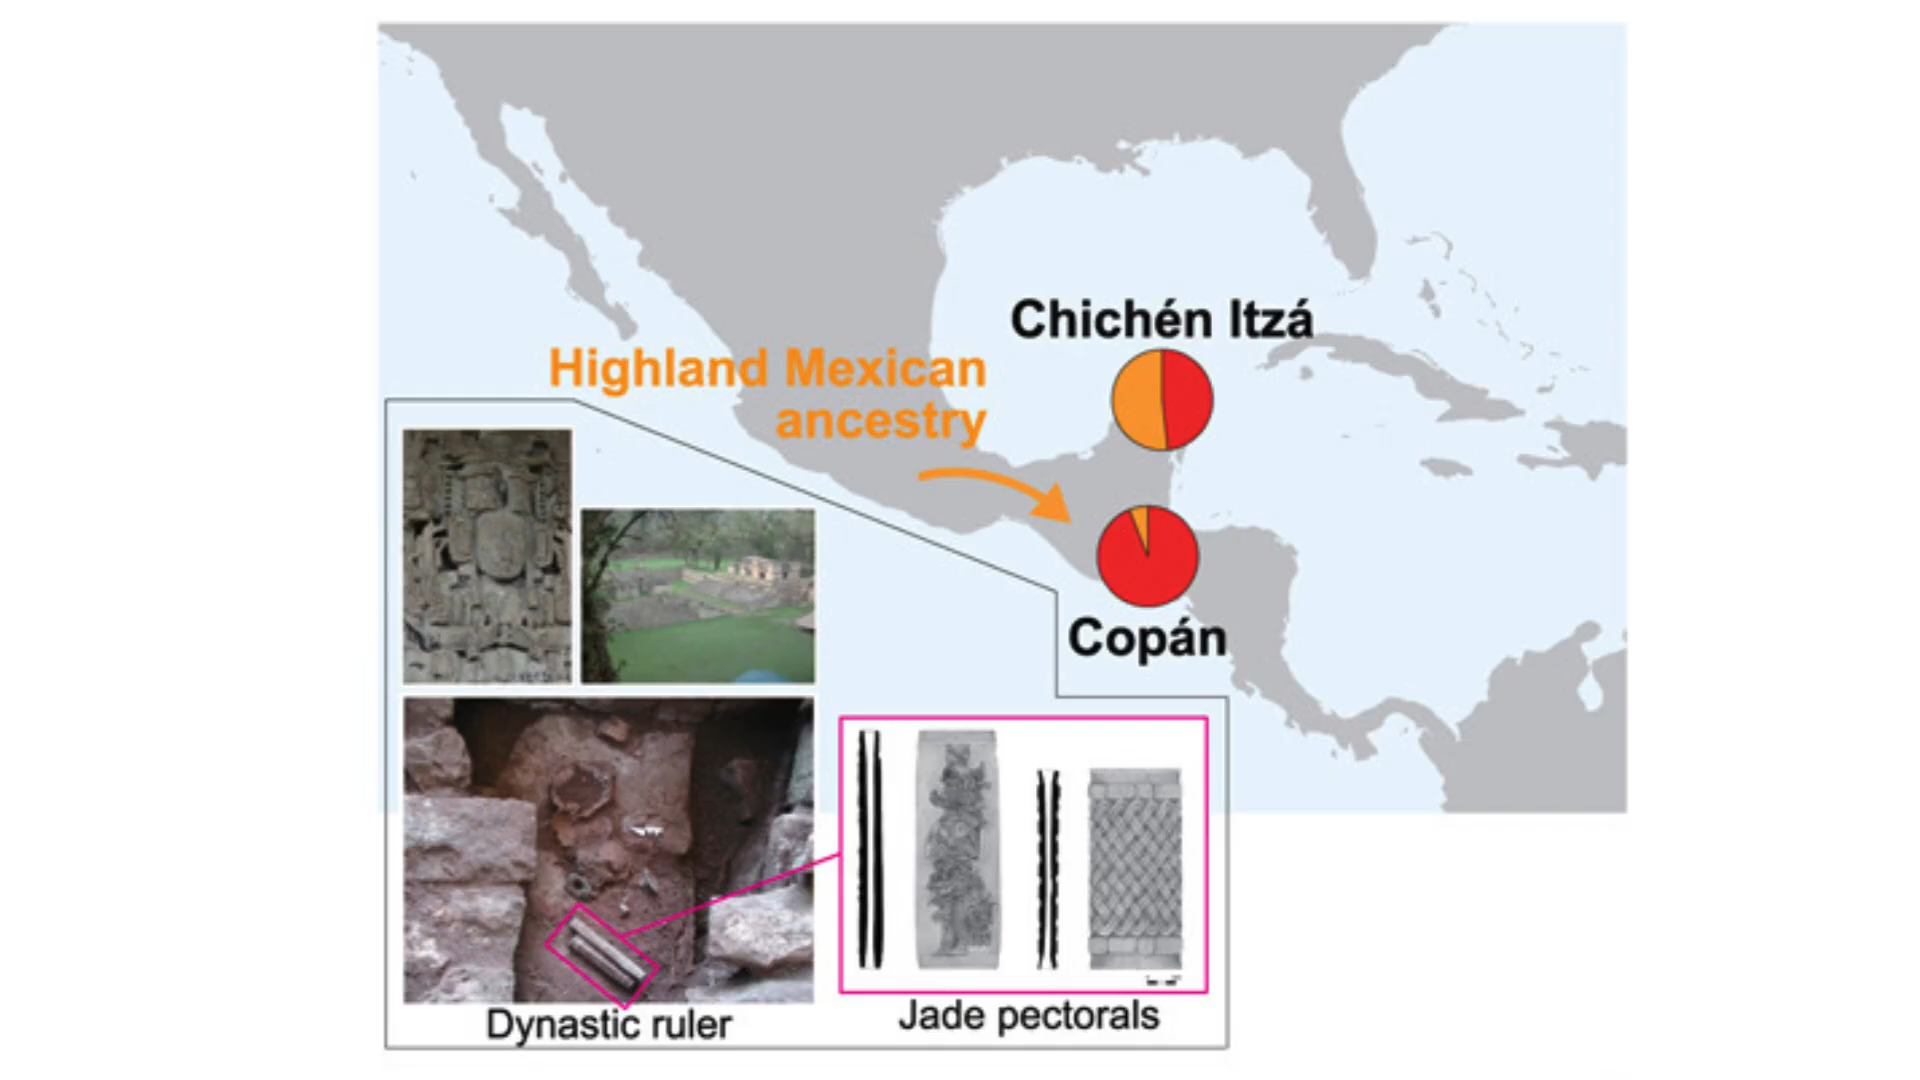 Chichén Itzá
Highland Mexican
ancestry
Copán
Dynastic ruler
Jade pectorals